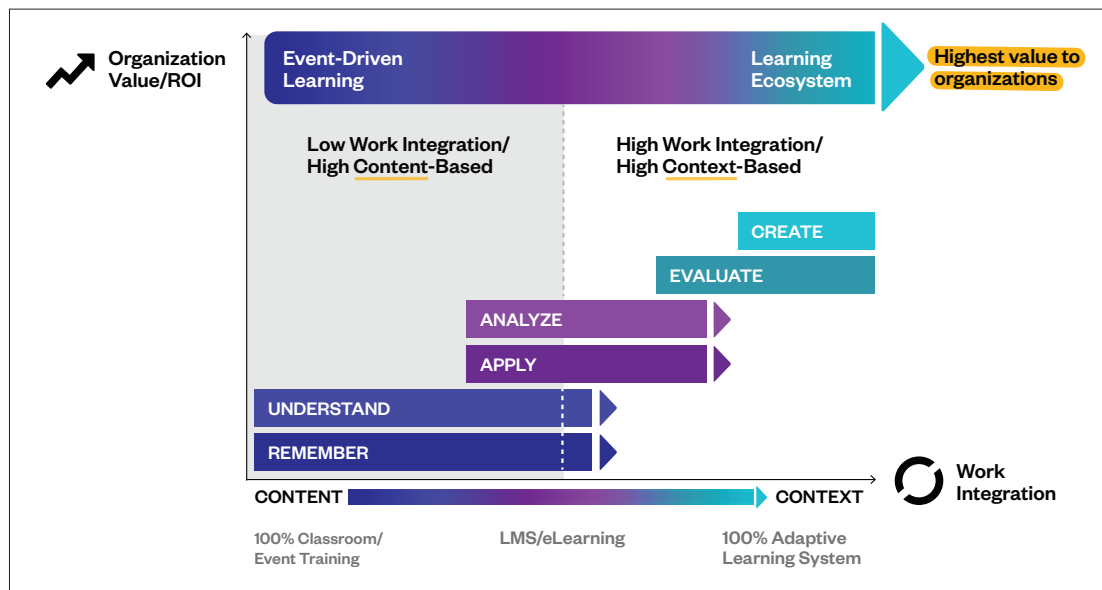 Organization
Value/ROI
Event-Driven
Learning
Learning
Ecosystem
Highest value to
organizations
Low Work Integration/
High Content-Based
High Work Integration/
High Context-Based
CREATE
EVALUATE
ANALYZE
APPLY
UNDERSTAND
REMEMBER
CONTENT
CONTEXT
Work
Integration
100% Classroom/
Event Training
LMS/eLearning
100% Adaptive
Learning System